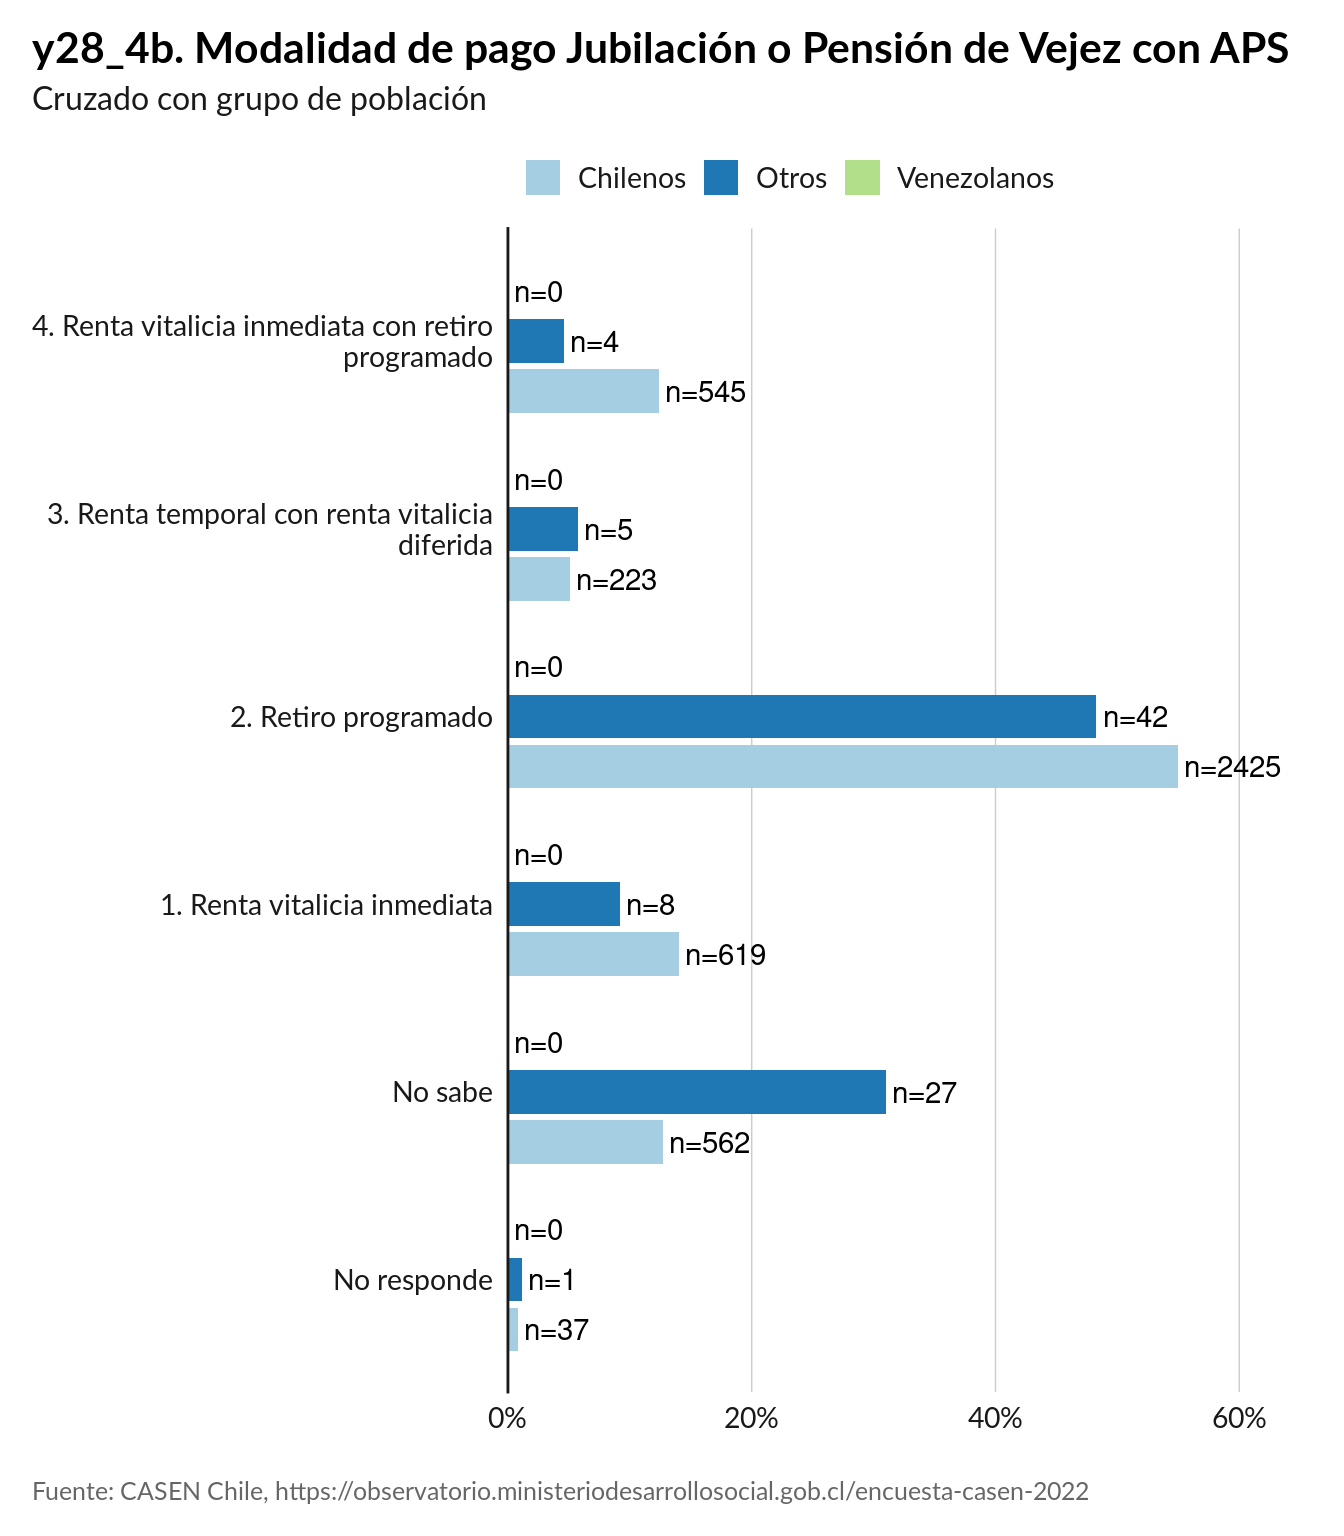 y28_4b. Modalidad de pago Jubilación o Pensión de Vejez con APS
Cruzado con grupo de población
Chilenos Otros Venezolanos
n=0
4. Renta vitalicia inmediata con retiro
programado
n=4
n=545
n=0
3. Renta temporal con renta vitalicia
diferida
n=5
n=223
n=0
2. Retiro programado
n=42
n=2425
n=0
1. Renta vitalicia inmediata
n=8
n=619
n=0
No sabe
n=27
n=562
n=0
No responde
n=1
n=37
0% 20% 40% 60%
Fuente: CASEN Chile, https://observatorio.ministeriodesarrollosocial.gob.cl/encuesta-casen-2022